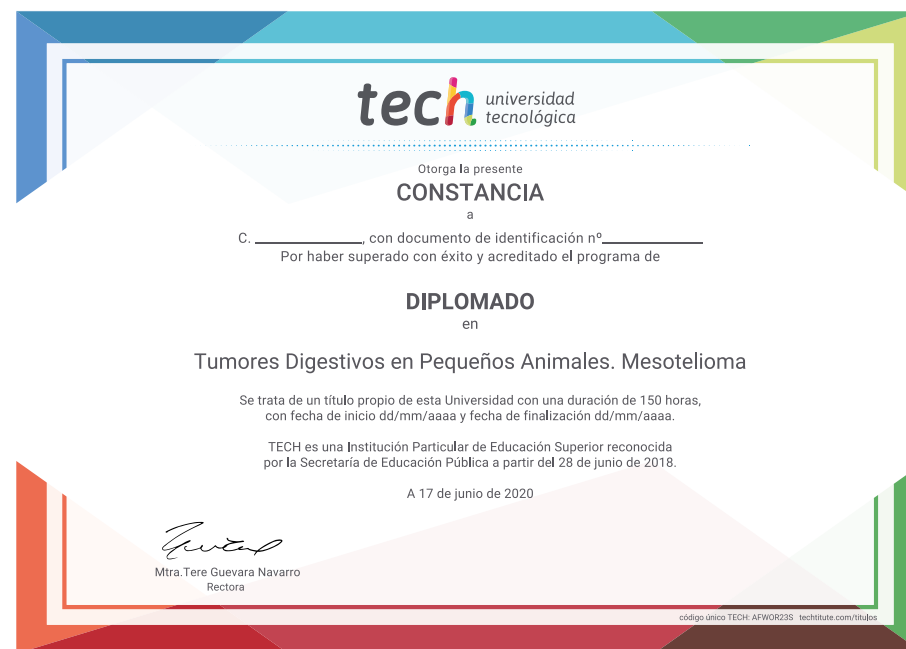 tech universidad
tecnológica
Otorga la presente
CONSTANCIA
a
C. ______________, con documento de identificación nº_____________
Por haber superado con éxito y acreditado el programa de
DIPLOMADO
en
Tumores Digestivos en Pequeños Animales. Mesotelioma
Se trata de un título propio de esta Universidad con una duración de 150 horas,
con fecha de inicio dd/mm/aaaa y fecha de finalización dd/mm/aaaa.
TECH es una Institución Particular de Educación Superior reconocida
por la Secretaría de Educación Pública a partir del 28 de junio de 2018.
A 17 de junio de 2020
Mtra.Tere Guevara Navarro
Rectora
código único TECH: AFWOR23S techtitute.com/titulos